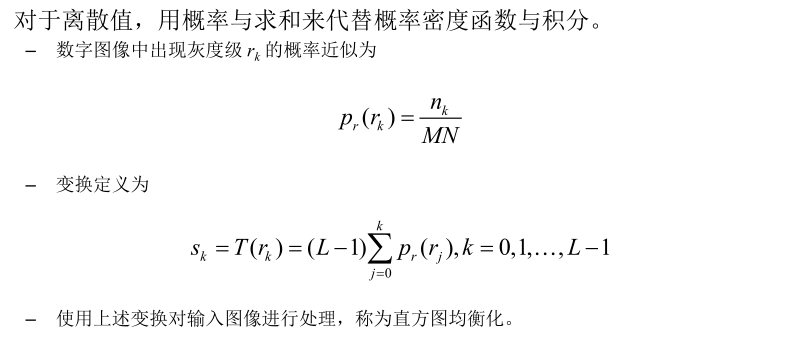 对于离散值，用概率与求和来代替概率密度函数与积分。
– 数字图像中出现灰度级 r_k 的概率近似为
p_r(r_k) = n_k / MN
– 变换定义为
s_k = T(r_k) = (L−1) ∑_{j=0}^{k} p_r(r_j), k = 0,1,…,L−1
– 使用上述变换对输入图像进行处理，称为直方图均衡化。